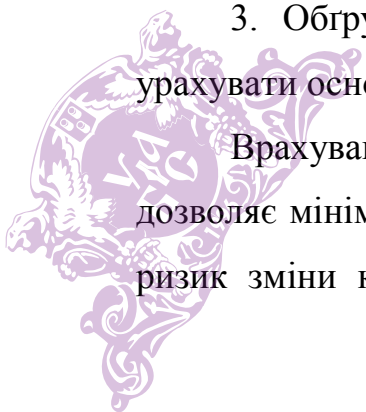 3. Обґру
урахувати осно
Врахуван
дозволяє мінім
ризик зміни к